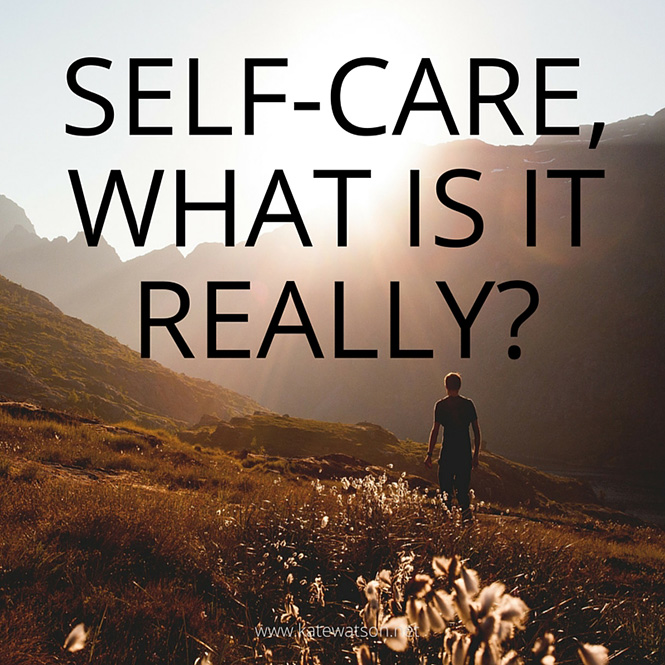 SELF-CARE,
WHAT IS IT
REALLY?
www.katewatson.net